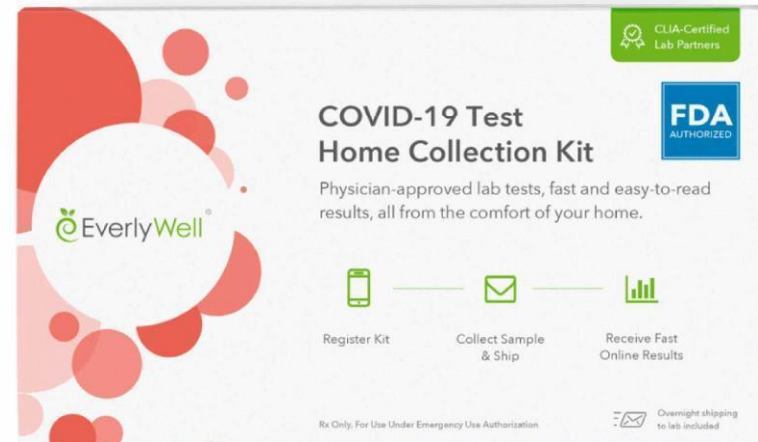 CLIA-Certified
Lab Partners
FDA
AUTHORIZED
COVID-19 Test
Home Collection Kit
Physician-approved lab tests, fast and easy-to-read
results, all from the comfort of your home.
EverlyWell
Register Kit
Collect Sample
& Ship
Receive Fast
Online Results
Rx Only, For Use Under Emergency Use Authorization
Overnight shipping
to lab included